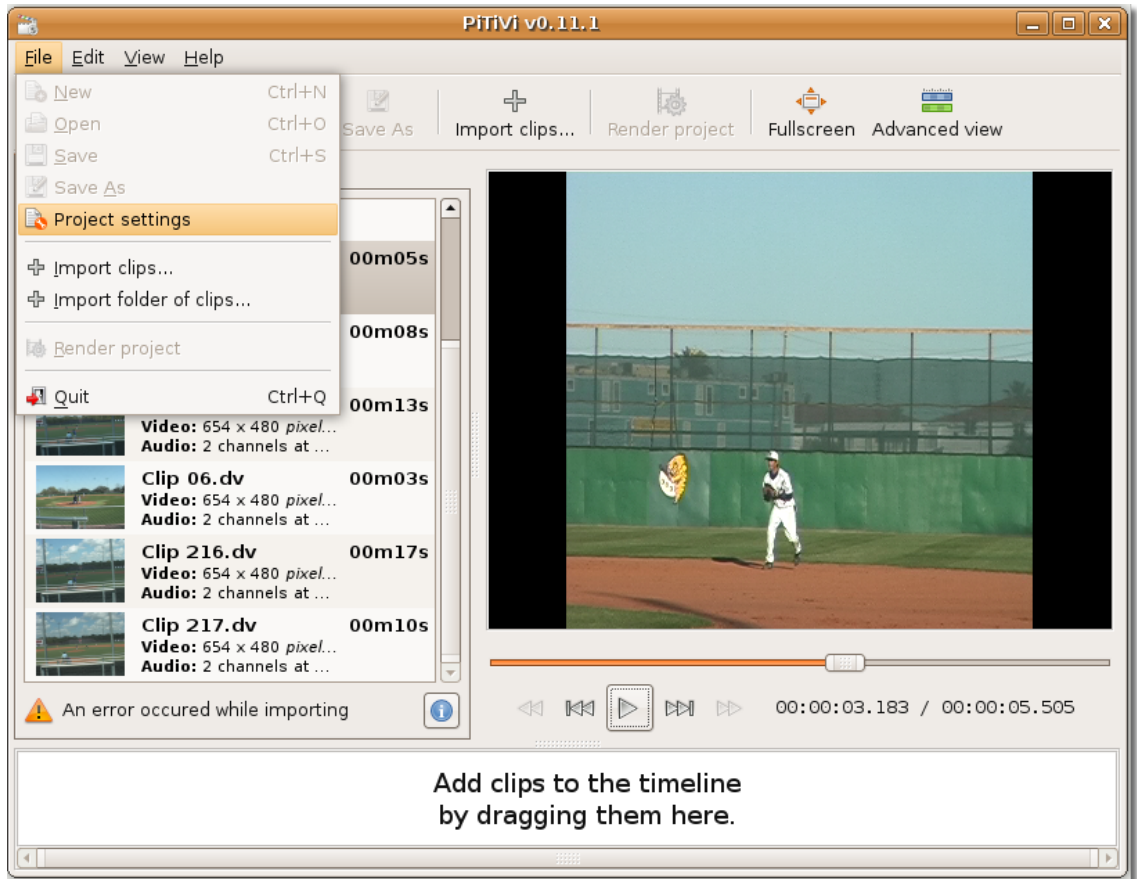 PiTiVi v0.11.1
File Edit View Help
New Ctrl+N
Open Ctrl+O
Save Ctrl+S
Save As
Project settings
Import clips...
Import folder of clips...
Render project
Quit Ctrl+Q
Save As
Import clips...
Render project
Fullscreen
Advanced view
00m05s
00m08s
00m13s
Video: 654 x 480 pixel...
Audio: 2 channels at ...
Clip 06.dv 00m03s
Video: 654 x 480 pixel...
Audio: 2 channels at ...
Clip 216.dv 00m17s
Video: 654 x 480 pixel...
Audio: 2 channels at ...
Clip 217.dv 00m10s
Video: 654 x 480 pixel...
Audio: 2 channels at ...
An error occured while importing
00:00:03.183 / 00:00:05.505
Add clips to the timeline
by dragging them here.